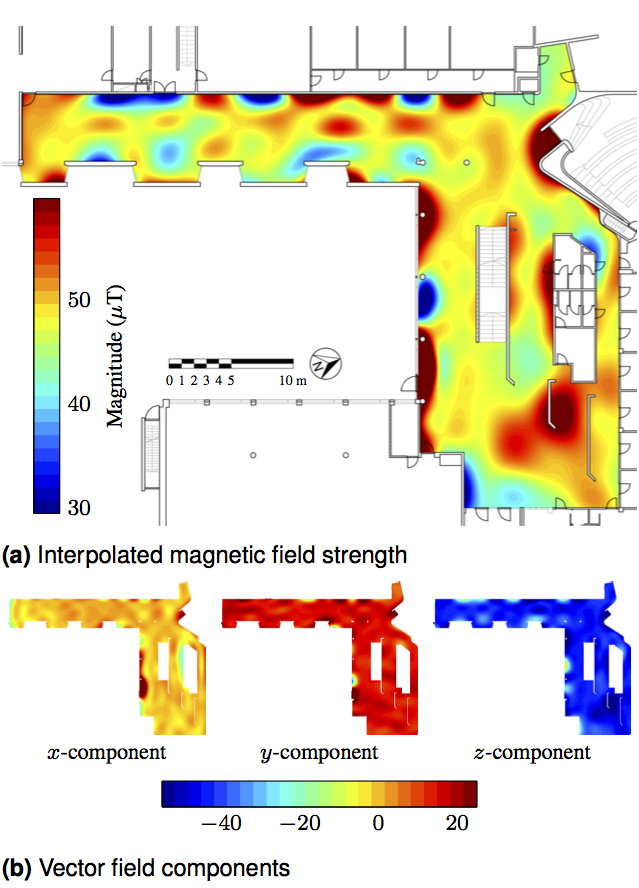 50
40
30
Magnitude (μT)
0 1 2 3 4 5 10 m
N
(a) Interpolated magnetic field strength
x-component y-component z-component
−40 −20 0 20
(b) Vector field components